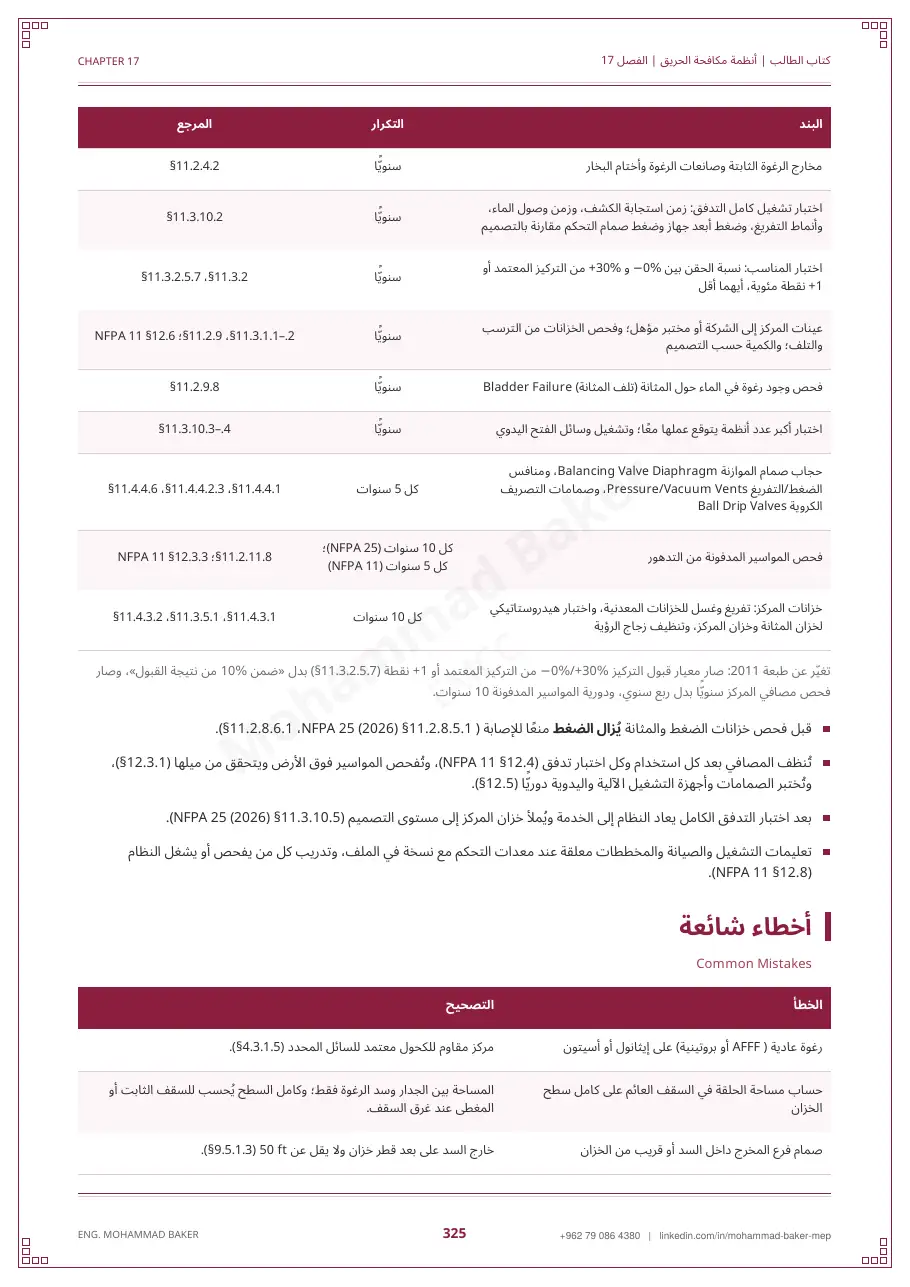 كتاب الطالب | أنظمة مكافحة الحريق | الفصل 17
CHAPTER 17
البند التكرار المرجع
مخارج الرغوة الثابتة وصانعات الرغوة وأختام البخار سنويًّا §11.2.4.2
اختبار تشغيل كامل التدفق: زمن استجابة الكشف، وزمن وصول الماء،
وأنماط التفريغ، وضغط أبعد جهاز وضغط صمام التحكم مقارنة بالتصميم سنويًّا §11.3.10.2
اختبار المناسب: نسبة الحقن بين %0− و %30+ من التركيز المعتمد أو
1+ نقطة مئوية، أيهما أقل سنويًّا §11.3.2، §11.3.2.5.7
عينات المركز إلى الشركة أو مختبر مؤهل؛ وفحص الخزانات من الترسب
والتلف؛ والكمية حسب التصميم سنويًّا §11.3.1.1–.2، §11.2.9؛ NFPA 11 §12.6
فحص وجود رغوة في الماء حول المثانة (تلف المثانة) Bladder Failure سنويًّا §11.2.9.8
اختبار أكبر عدد أنظمة يتوقع عملها معًا؛ وتشغيل وسائل الفتح اليدوي سنويًّا §11.3.10.3–.4
حجاب صمام الموازنة Balancing Valve Diaphragm، ومنافس
الضغط/التفريغ Pressure/Vacuum Vents، وصمامات التصريف
الكروية Ball Drip Valves كل 5 سنوات §11.4.4.1، §11.4.4.2.3، §11.4.4.6
فحص المواسير المدفونة من التدهور كل 10 سنوات (NFPA 25)؛
كل 5 سنوات (NFPA 11) §11.2.11.8؛ NFPA 11 §12.3.3
خزانات المركز: تفريغ وغسل للخزانات المعدنية، واختبار هيدروستاتيكي
لخزان المثانة وخزان المركز، وتنظيف زجاج الرؤية كل 10 سنوات §11.4.3.1، §11.3.5.1، §11.4.3.2
تغيّر عن طبعة 2011: صار معيار قبول التركيز %30+/%0− من التركيز المعتمد أو 1+ نقطة (§11.3.2.5.7) بدل «ضمن 10% من نتيجة القبول»، وصار
فحص مصافي المركز سنويًّا بدل ربع سنوي، ودورية المواسير المدفونة 10 سنوات.
قبل فحص خزانات الضغط والمثانة يُزال الضغط منعًا للإصابة ( NFPA 25 (2026) §11.2.8.5.1، §11.2.8.6.1).
تُنظف المصافي بعد كل استخدام وكل اختبار تدفق (NFPA 11 §12.4)، وتُفحص المواسير فوق الأرض ويتحقق من ميلها (§12.3.1)،
وتُختبر الصمامات وأجهزة التشغيل الآلية واليدوية دوريًّا (§12.5).
بعد اختبار التدفق الكامل يعاد النظام إلى الخدمة ويُملأ خزان المركز إلى مستوى التصميم (NFPA 25 (2026) §11.3.10.5).
تعليمات التشغيل والصيانة والمخططات معلقة عند معدات التحكم مع نسخة في الملف، وتدريب كل من يفحص أو يشغل النظام
(NFPA 11 §12.8).
أخطاء شائعة
Common Mistakes
الخطأ التصحيح
رغوة عادية ( AFFF أو بروتينية) على إيثانول أو أسيتون مركز مقاوم للكحول معتمد للسائل المحدد (§4.3.1.5).
حساب مساحة الحلقة في السقف العائم على كامل سطح
الخزان المساحة بين الجدار وسد الرغوة فقط؛ وكامل السطح يُحسب للسقف الثابت أو
المغطى عند غرق السقف.
صمام فرع المخرج داخل السد أو قريب من الخزان خارج السد على بعد قطر خزان ولا يقل عن 50 ft (§9.5.1.3).
Mohammad Baker
ENG. MOHAMMAD BAKER
325
+962 79 086 4380 | linkedin.com/in/mohammad-baker-mep